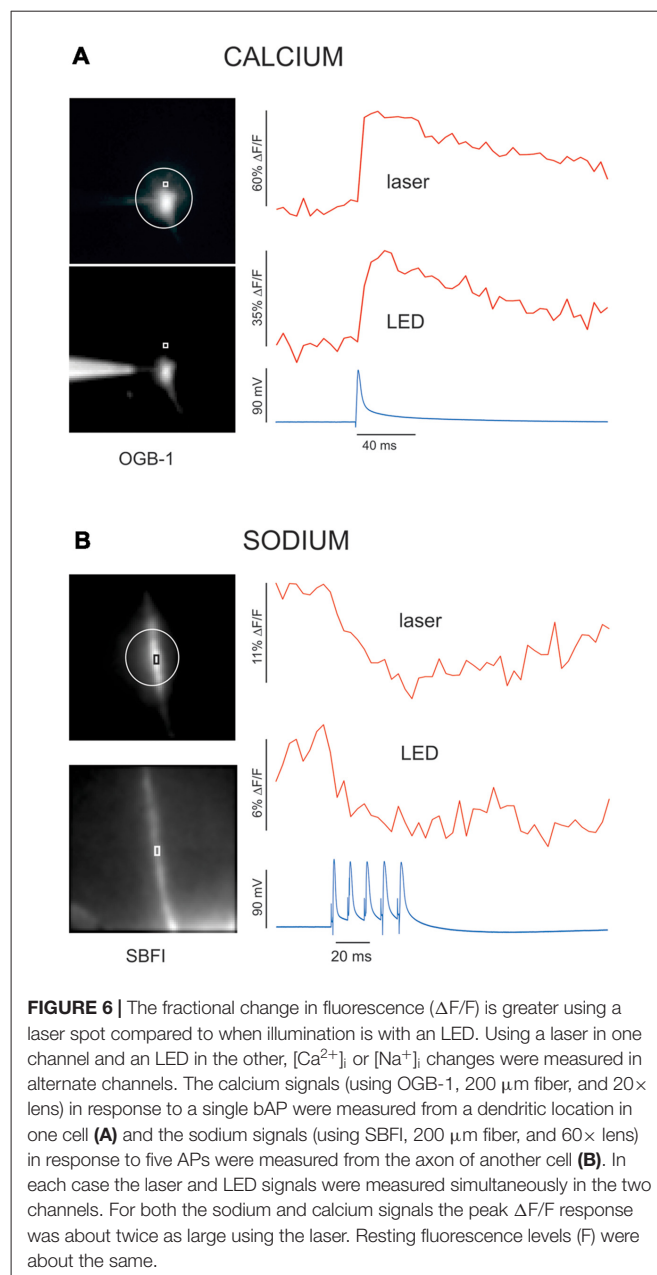 A CALCIUM
60% ΔF/F
laser
35% ΔF/F
LED
90 mV
40 ms
OGB-1
B SODIUM
11% ΔF/F
laser
6% ΔF/F
LED
90 mV
20 ms
SBFI
FIGURE 6 | The fractional change in fluorescence (ΔF/F) is greater using a
laser spot compared to when illumination is with an LED. Using a laser in one
channel and an LED in the other, [Ca²⁺]ᵢ or [Na⁺]ᵢ changes were measured in
alternate channels. The calcium signals (using OGB-1, 200 μm fiber, and 20×
lens) in response to a single bAP were measured from a dendritic location in
one cell (A) and the sodium signals (using SBFI, 200 μm fiber, and 60× lens)
in response to five APs were measured from the axon of another cell (B). In
each case the laser and LED signals were measured simultaneously in the two
channels. For both the sodium and calcium signals the peak ΔF/F response
was about twice as large using the laser. Resting fluorescence levels (F) were
about the same.